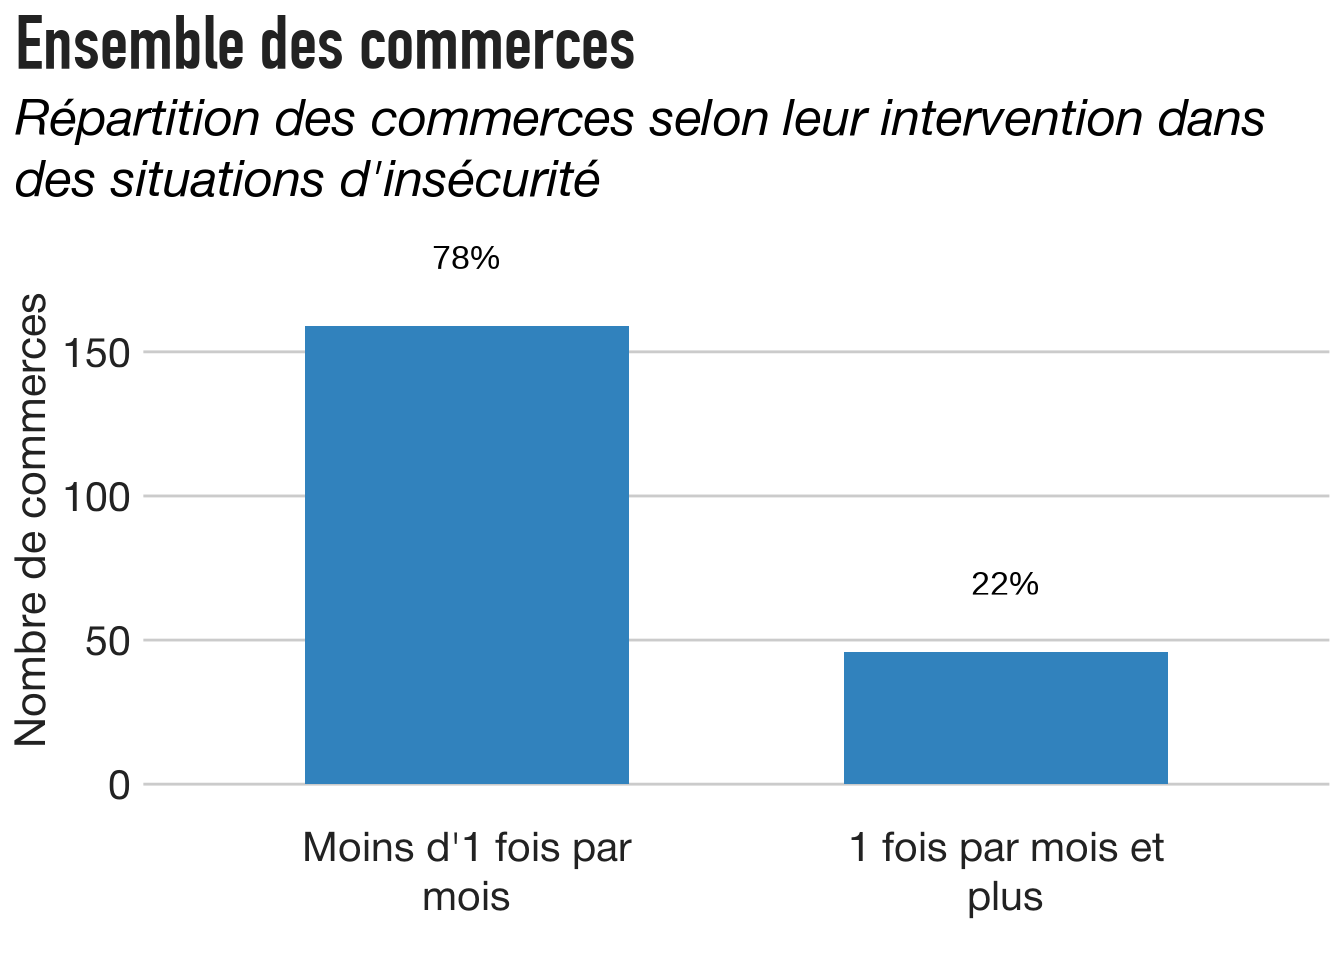 Ensemble des commerces
Répartition des commerces selon leur intervention dans
des situations d'insécurité
78%
Nombre de commerces
150
100
22%
50
0
Moins d'1 fois par
mois
1 fois par mois et
plus